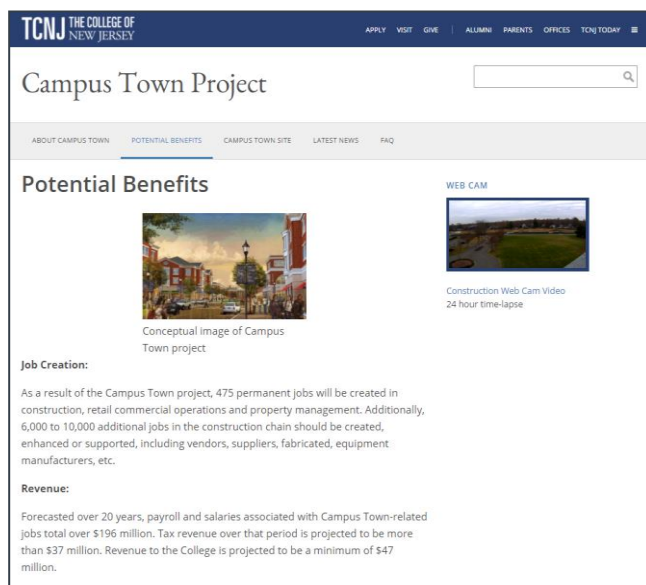 TCNJ THE COLLEGE OF
NEW JERSEY
APPLY VISIT GIVE | ALUMNI PARENTS OFFICES TCNJ TODAY
Campus Town Project
ABOUT CAMPUS TOWN POTENTIAL BENEFITS CAMPUS TOWN SITE LATEST NEWS FAQ
Potential Benefits
Conceptual image of Campus
Town project
Job Creation:
As a result of the Campus Town project, 475 permanent jobs will be created in
construction, retail commercial operations and property management. Additionally,
6,000 to 10,000 additional jobs in the construction chain should be created,
enhanced or supported, including vendors, suppliers, fabricated, equipment
manufacturers, etc.
Revenue:
Forecasted over 20 years, payroll and salaries associated with Campus Town-related
jobs total over $196 million. Tax revenue over that period is projected to be more
than $37 million. Revenue to the College is projected to be a minimum of $47
million.
WEB CAM
Construction Web Cam Video
24 hour time-lapse